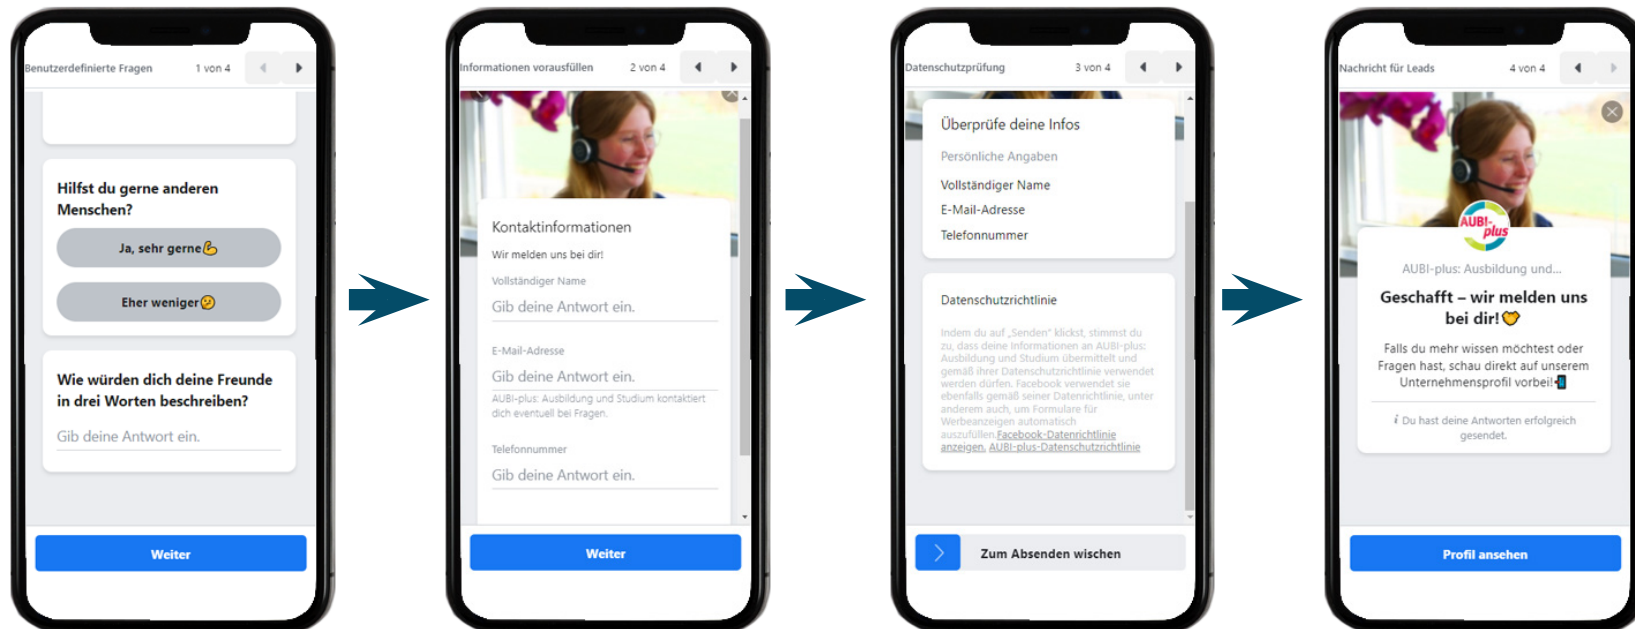 Benutzerdefinierte Fragen
1 von 4
Hilfst du gerne anderen
Menschen?
Ja, sehr gerne💪
Eher weniger😕
Wie würden dich deine Freunde
in drei Worten beschreiben?
Gib deine Antwort ein.
Weiter
Informationen vorausfüllen
2 von 4
Kontaktinformationen
Wir melden uns bei dir!
Vollständiger Name
Gib deine Antwort ein.
E-Mail-Adresse
Gib deine Antwort ein.
AUBI-plus: Ausbildung und Studium kontaktiert
dich eventuell bei Fragen.
Telefonnummer
Gib deine Antwort ein.
Weiter
Datenschutzprüfung
3 von 4
Überprüfe deine Infos
Persönliche Angaben
Vollständiger Name
E-Mail-Adresse
Telefonnummer
Datenschutzrichtlinie
Indem du auf „Senden" klickst, stimmst du
zu, dass deine Informationen an AUBI-plus:
Ausbildung und Studium übermittelt und
gemäß ihrer Datenschutzrichtlinie verwendet
werden dürfen. Facebook verwendet sie
ebenfalls gemäß seiner Datenrichtlinie, unter
anderem auch, um Formulare für
Werbeanzeigen automatisch
auszufüllen.Facebook-Datenrichtlinie
anzeigen. AUBI-plus-Datenschutzrichtlinie
Zum Absenden wischen
Nachricht für Leads
4 von 4
AUBI-
plus
AUBI-plus: Ausbildung und...
Geschafft – wir melden uns
bei dir!🤝
Falls du mehr wissen möchtest oder
Fragen hast, schau direkt auf unserem
Unternehmensprofil vorbei!📲
i Du hast deine Antworten erfolgreich
gesendet.
Profil ansehen